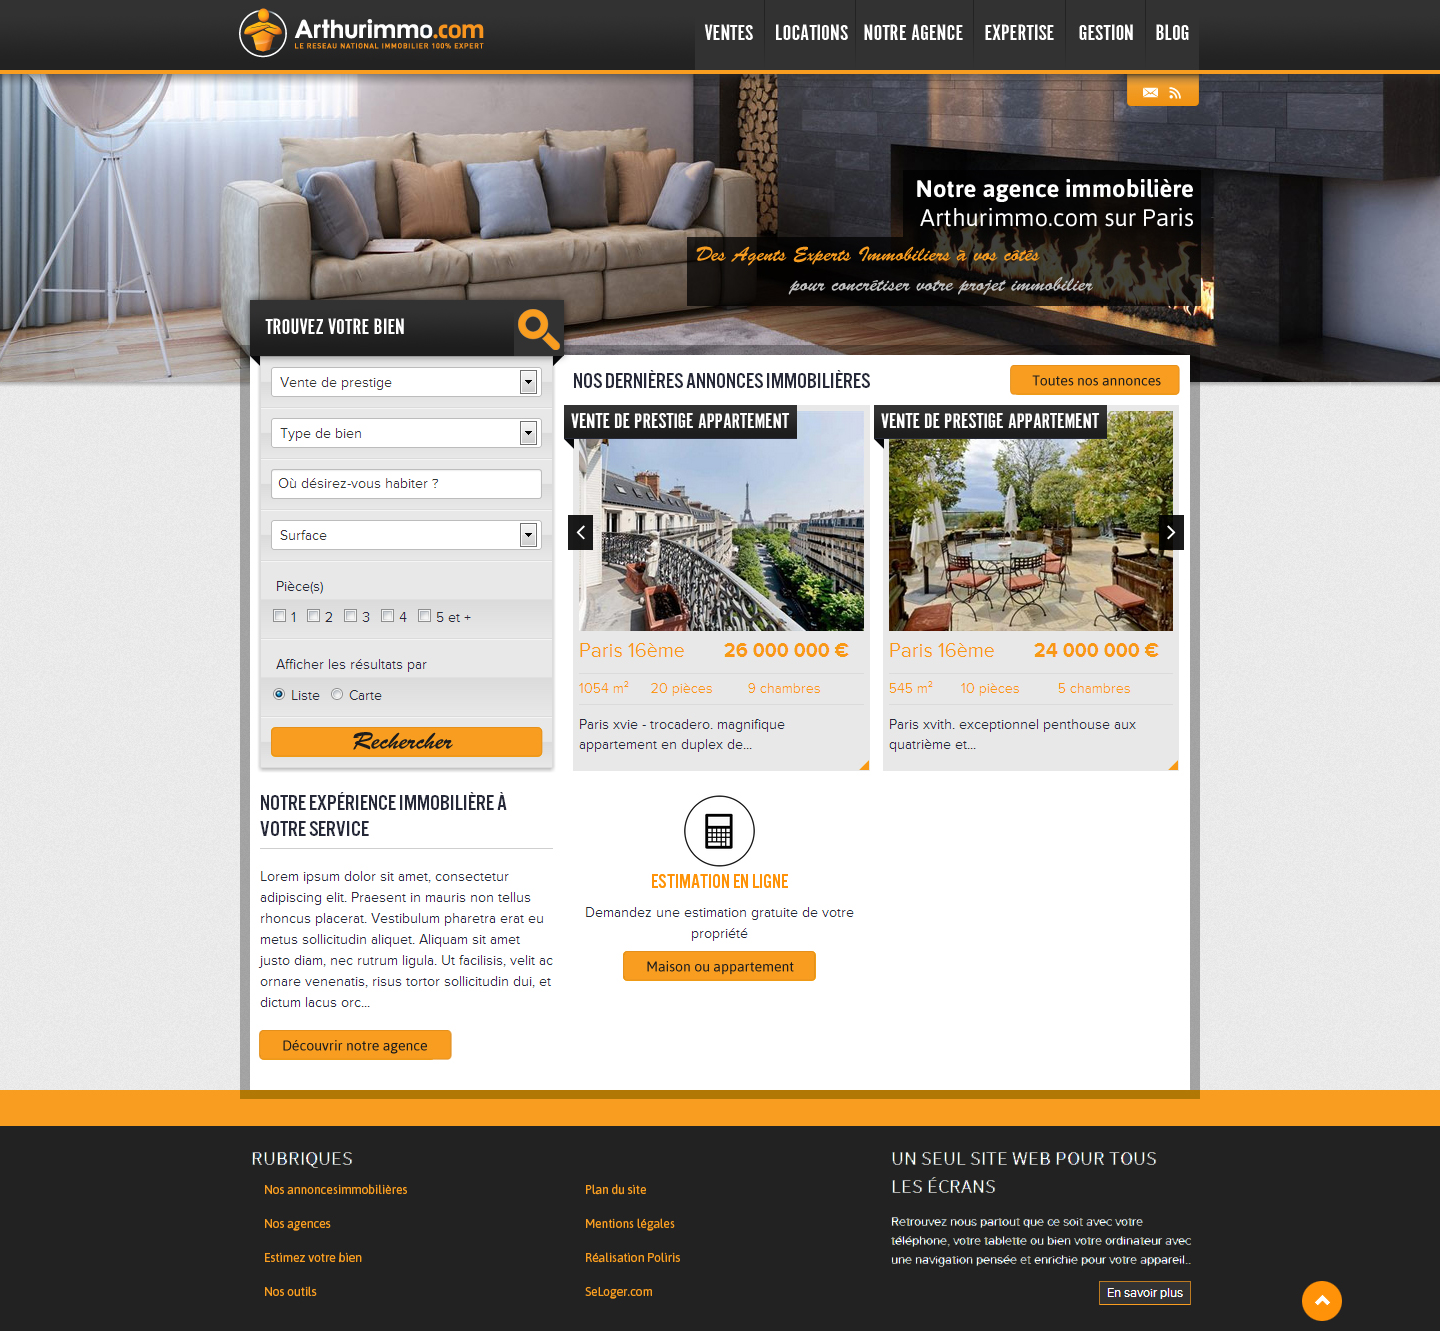 Arthurimmo.com
LE RESEAU NATIONAL IMMOBILIER 100% EXPERT
VENTES
LOCATIONS
NOTRE AGENCE
EXPERTISE
GESTION
BLOG
Notre agence immobilière
Arthurimmo.com sur Paris
Des Agents Experts Immobiliers à vos côtés
pour concrétiser votre projet immobilier
TROUVEZ VOTRE BIEN
Vente de prestige
Type de bien
Où désirez-vous habiter ?
Surface
Pièce(s)
1 2 3 4 5 et +
Afficher les résultats par
Liste Carte
Rechercher
NOS DERNIÈRES ANNONCES IMMOBILIÈRES
Toutes nos annonces
VENTE DE PRESTIGE APPARTEMENT
Paris 16ème 26 000 000 €
1054 m² 20 pièces 9 chambres
Paris xvie - trocadero. magnifique
appartement en duplex de...
VENTE DE PRESTIGE APPARTEMENT
Paris 16ème 24 000 000 €
545 m² 10 pièces 5 chambres
Paris xvith. exceptionnel penthouse aux
quatrième et...
NOTRE EXPÉRIENCE IMMOBILIÈRE À
VOTRE SERVICE
Lorem ipsum dolor sit amet, consectetur
adipiscing elit. Praesent in mauris non tellus
rhoncus placerat. Vestibulum pharetra erat eu
metus sollicitudin aliquet. Aliquam sit amet
justo diam, nec rutrum ligula. Ut facilisis, velit ac
ornare venenatis, risus tortor sollicitudin dui, et
dictum lacus orc...
Découvrir notre agence
ESTIMATION EN LIGNE
Demandez une estimation gratuite de votre
propriété
Maison ou appartement
RUBRIQUES
Nos annoncesimmobilières
Nos agences
Estimez votre bien
Nos outils
Plan du site
Mentions légales
Réalisation Poliris
SeLoger.com
UN SEUL SITE WEB POUR TOUS
LES ÉCRANS
Retrouvez nous partout que ce soit avec votre
téléphone, votre tablette ou bien votre ordinateur avec
une navigation pensée et enrichie pour votre appareil..
En savoir plus